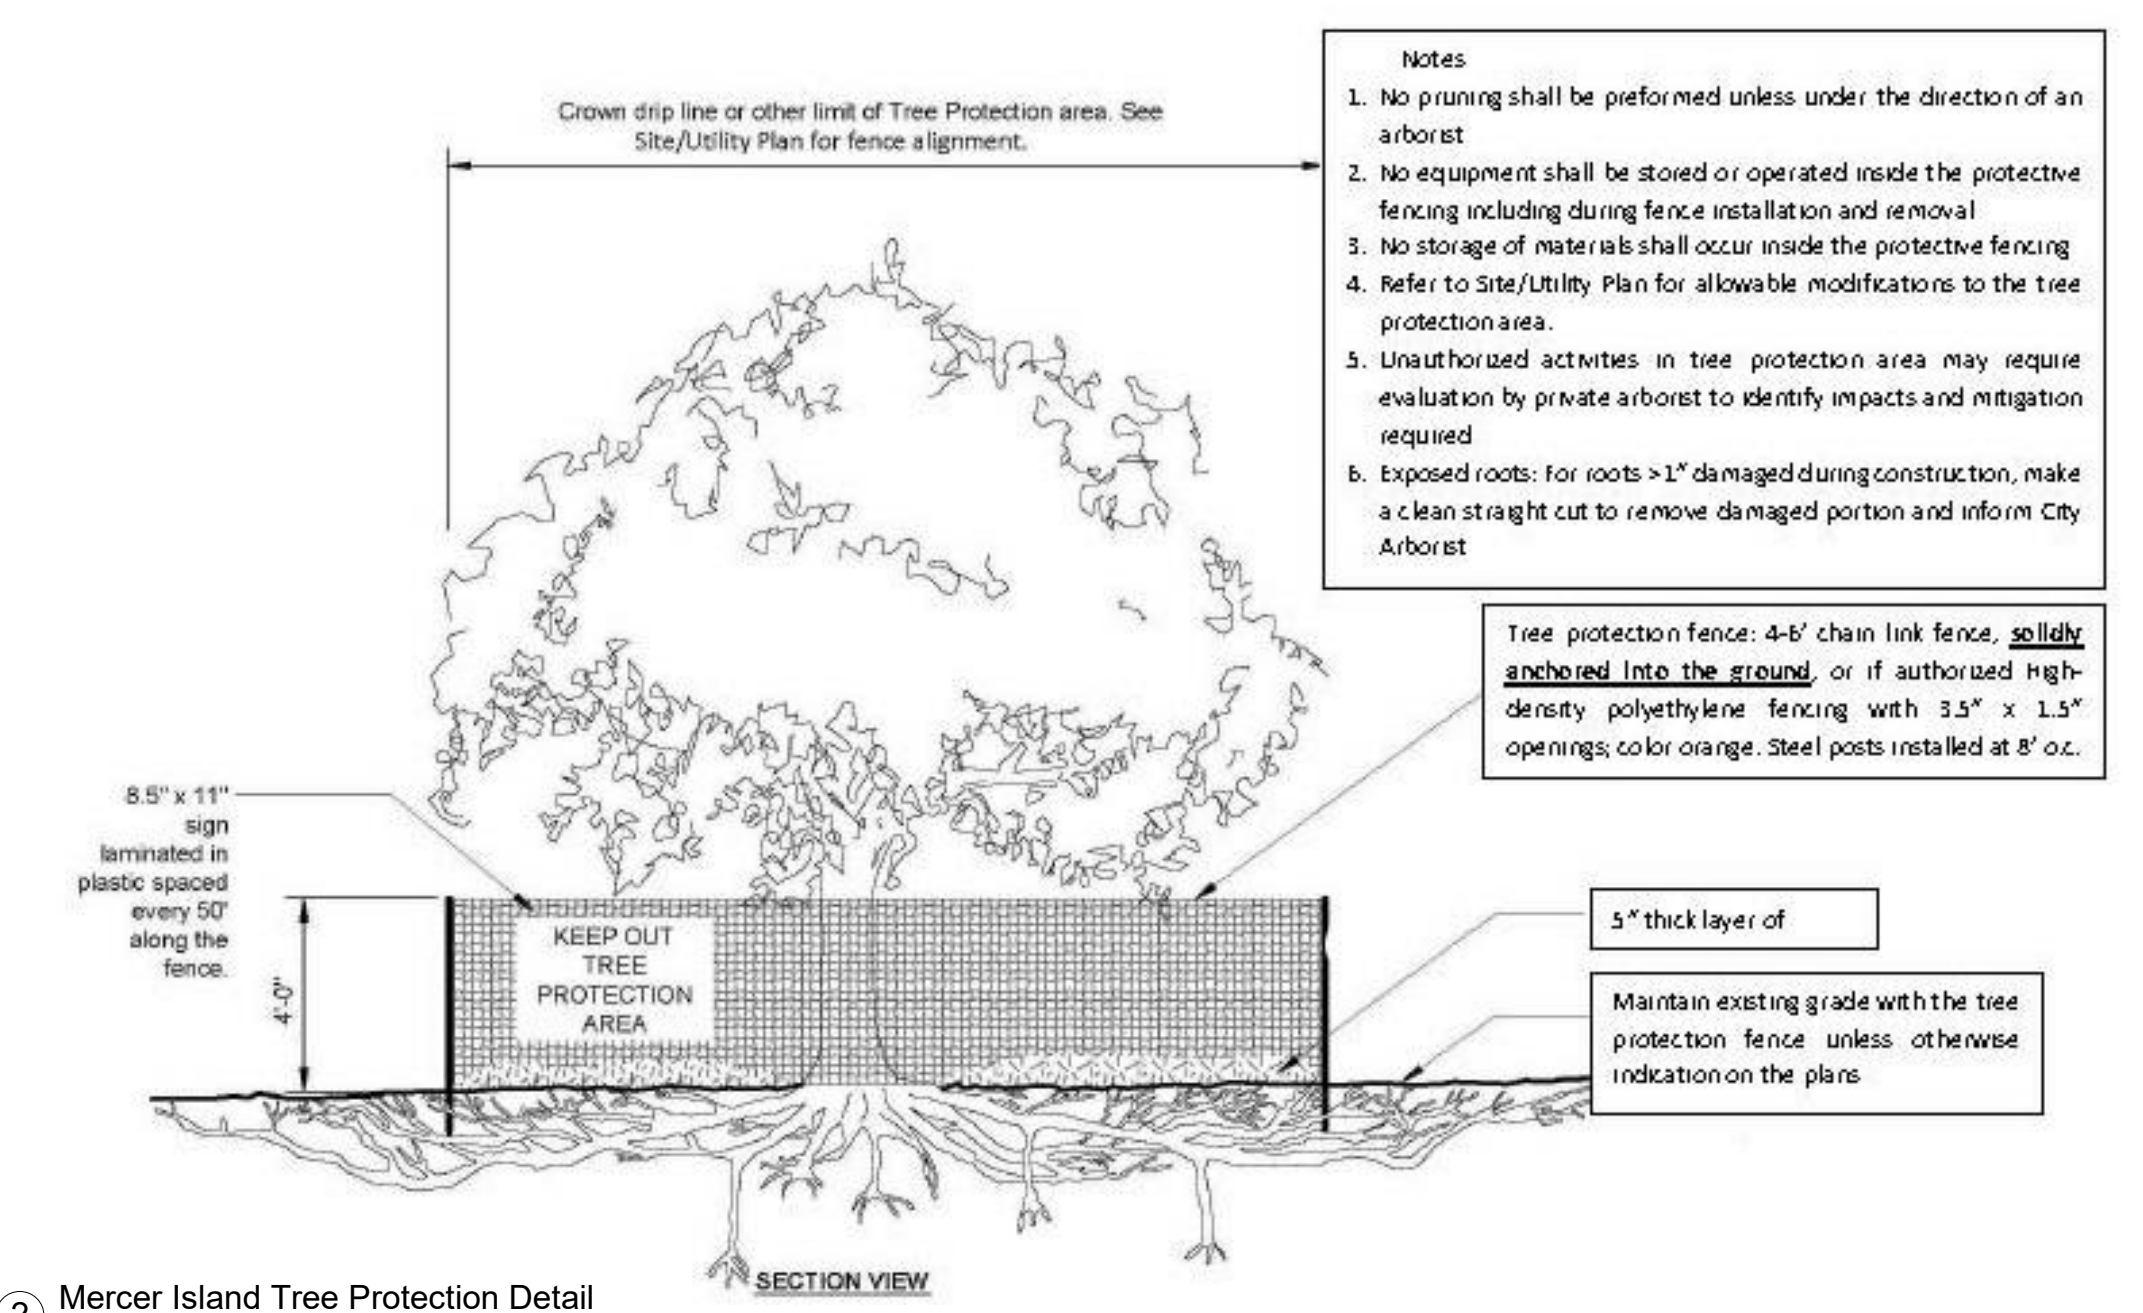 Crown drip line or other limit of Tree Protection area. See
Site/Utility Plan for fence alignment.
Notes
1. No pruning shall be preformed unless under the direction of an
arborist
2. No equipment shall be stored or operated inside the protective
fencing including during fence installation and removal
3. No storage of materials shall occur inside the protective fencing
4. Refer to Site/Utility Plan for allowable modifications to the tree
protection area.
5. Unauthorized activities in tree protection area may require
evaluation by private arborist to identify impacts and mitigation
required
6. Exposed roots: For roots >1" damaged during construction, make
a clean straight cut to remove damaged portion and inform City
Arborist
Tree protection fence: 4-6' chain link fence, solidly
anchored into the ground, or if authorized High-
density polyethylene fencing with 3.5" x 1.5"
openings; color orange. Steel posts installed at 8' o.c.
8.5" x 11"
sign
laminated in
plastic spaced
every 50'
along the
fence.
4'-0"
KEEP OUT
TREE
PROTECTION
AREA
5" thick layer of
Maintain existing grade with the tree
protection fence unless otherwise
indication on the plans
SECTION VIEW
Mercer Island Tree Protection Detail